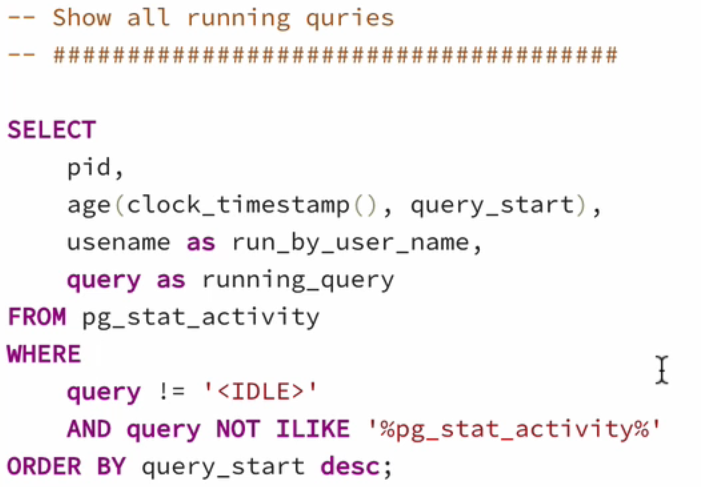 -- Show all running quries
-- ######################################
SELECT
    pid,
    age(clock_timestamp(), query_start),
    usename as run_by_user_name,
    query as running_query
FROM pg_stat_activity
WHERE
    query != '<IDLE>'
    AND query NOT ILIKE '%pg_stat_activity%'
ORDER BY query_start desc;